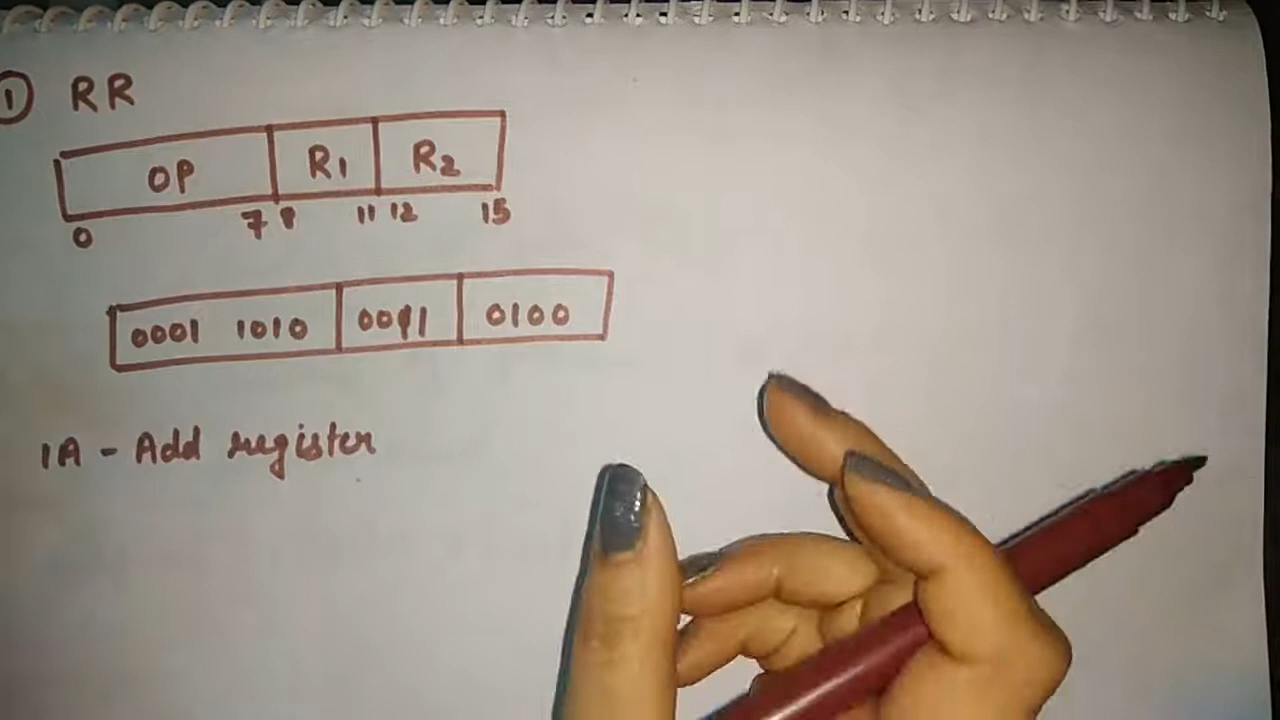 ① RR
OP R₁ R₂
0 7 8 11 12 15
0001 1010 0011 0100
1A - Add register